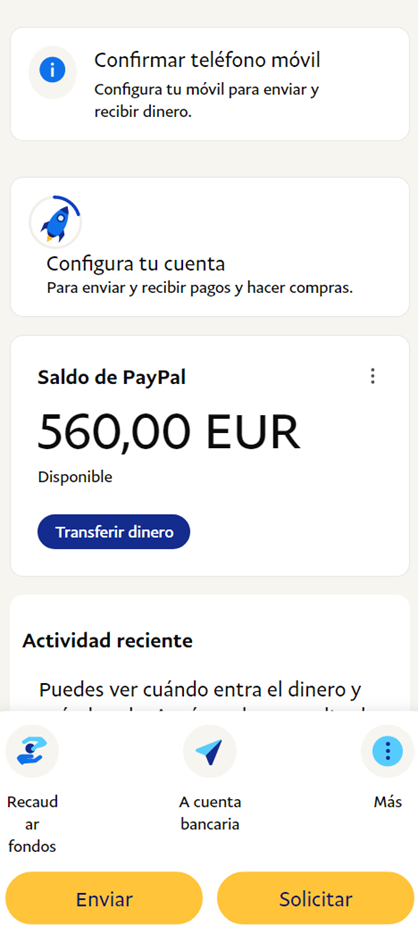 Confirmar teléfono móvil
Configura tu móvil para enviar y
recibir dinero.
Configura tu cuenta
Para enviar y recibir pagos y hacer compras.
Saldo de PayPal
560,00 EUR
Disponible
Transferir dinero
Actividad reciente
Puedes ver cuándo entra el dinero y
Recaud
ar
fondos
A cuenta
bancaria
Más
Enviar
Solicitar